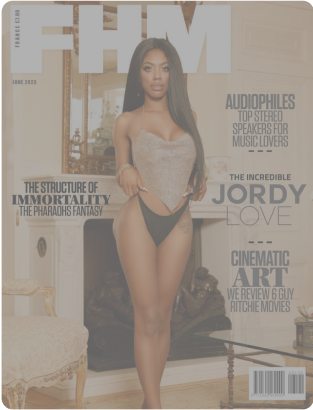 FHM
FRANCE
JUNE 2023
AUDIOPHILES
TOP STEREO
SPEAKERS FOR
MUSIC LOVERS
THE INCREDIBLE
JORDY
LOVE
THE STRUCTURE OF
IMMORTALITY
THE PHARAOHS FANTASY
CINEMATIC
ART
WE REVIEW 6 GUY
RITCHIE MOVIES